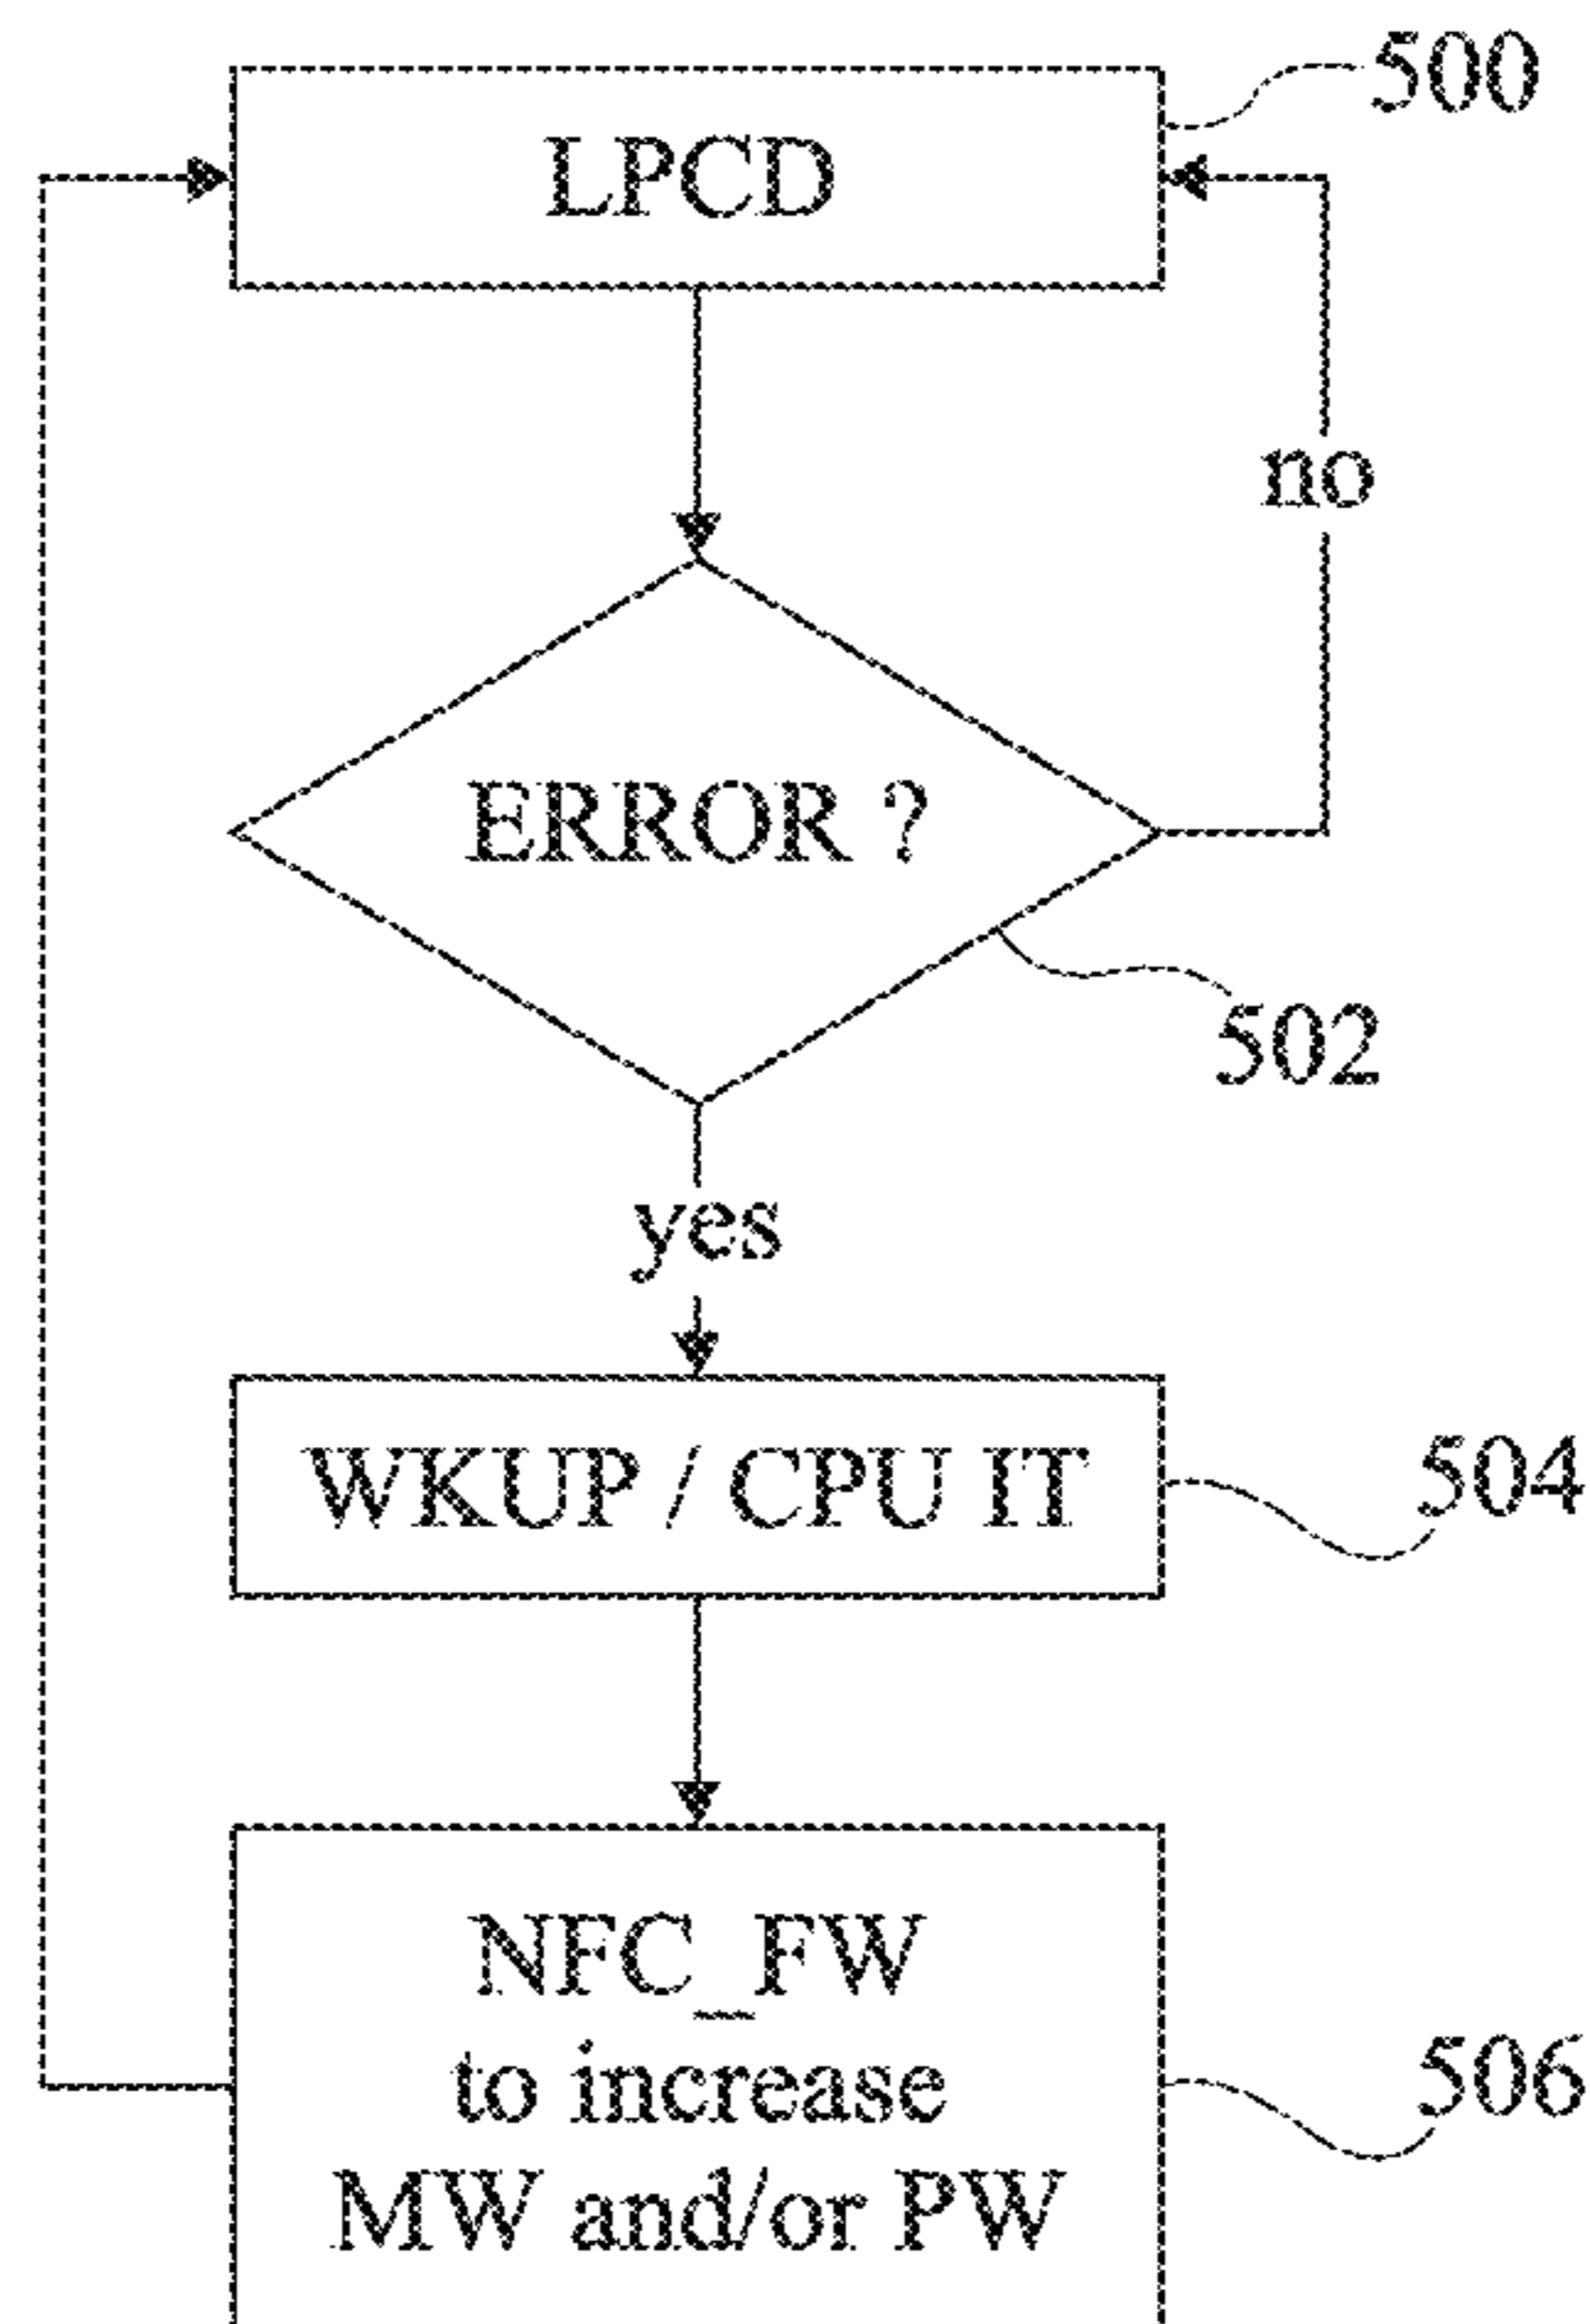 500
LPCD
no
ERROR ?
502
yes
WKUP / CPU IT
504
NFC_FW
to increase
506
MW and/or PW